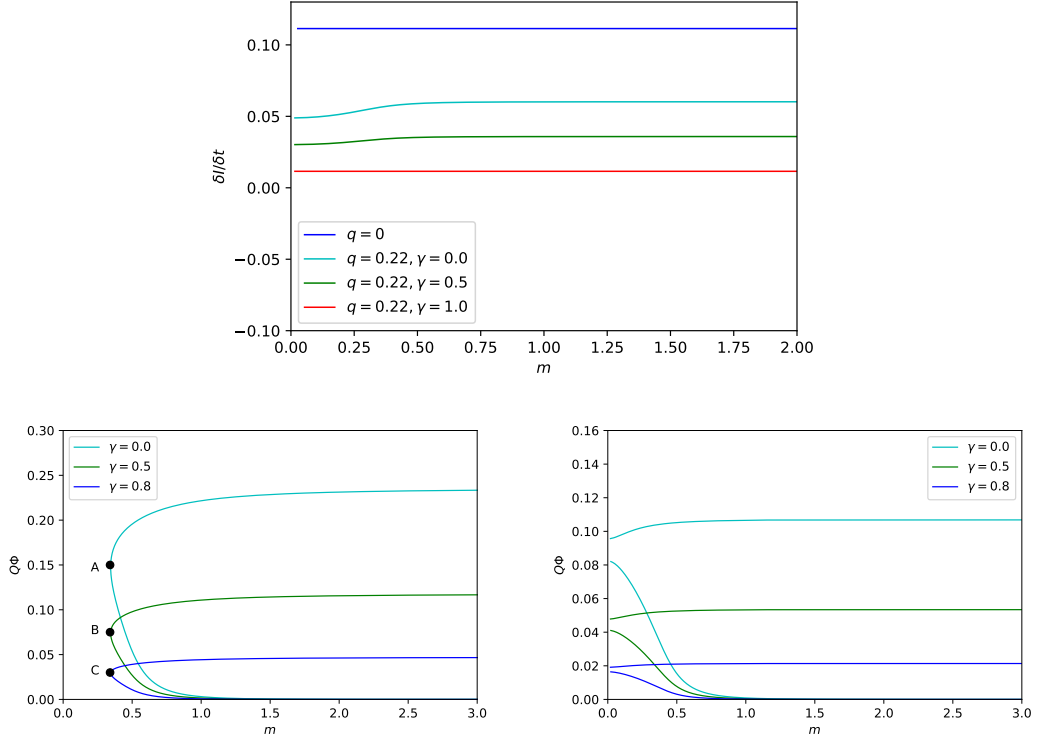 0.10
0.05
0.00
−0.05
−0.10
δI/δt
q = 0
q = 0.22, γ = 0.0
q = 0.22, γ = 0.5
q = 0.22, γ = 1.0
0.00 0.25 0.50 0.75 1.00 1.25 1.50 1.75 2.00
m
0.30
0.25
0.20
0.15
0.10
0.05
0.00
QΦ
γ = 0.0
γ = 0.5
γ = 0.8
A
B
C
0.0 0.5 1.0 1.5 2.0 2.5 3.0
m
0.16
0.14
0.12
0.10
0.08
0.06
0.04
0.02
0.00
QΦ
γ = 0.0
γ = 0.5
γ = 0.8
0.0 0.5 1.0 1.5 2.0 2.5 3.0
m